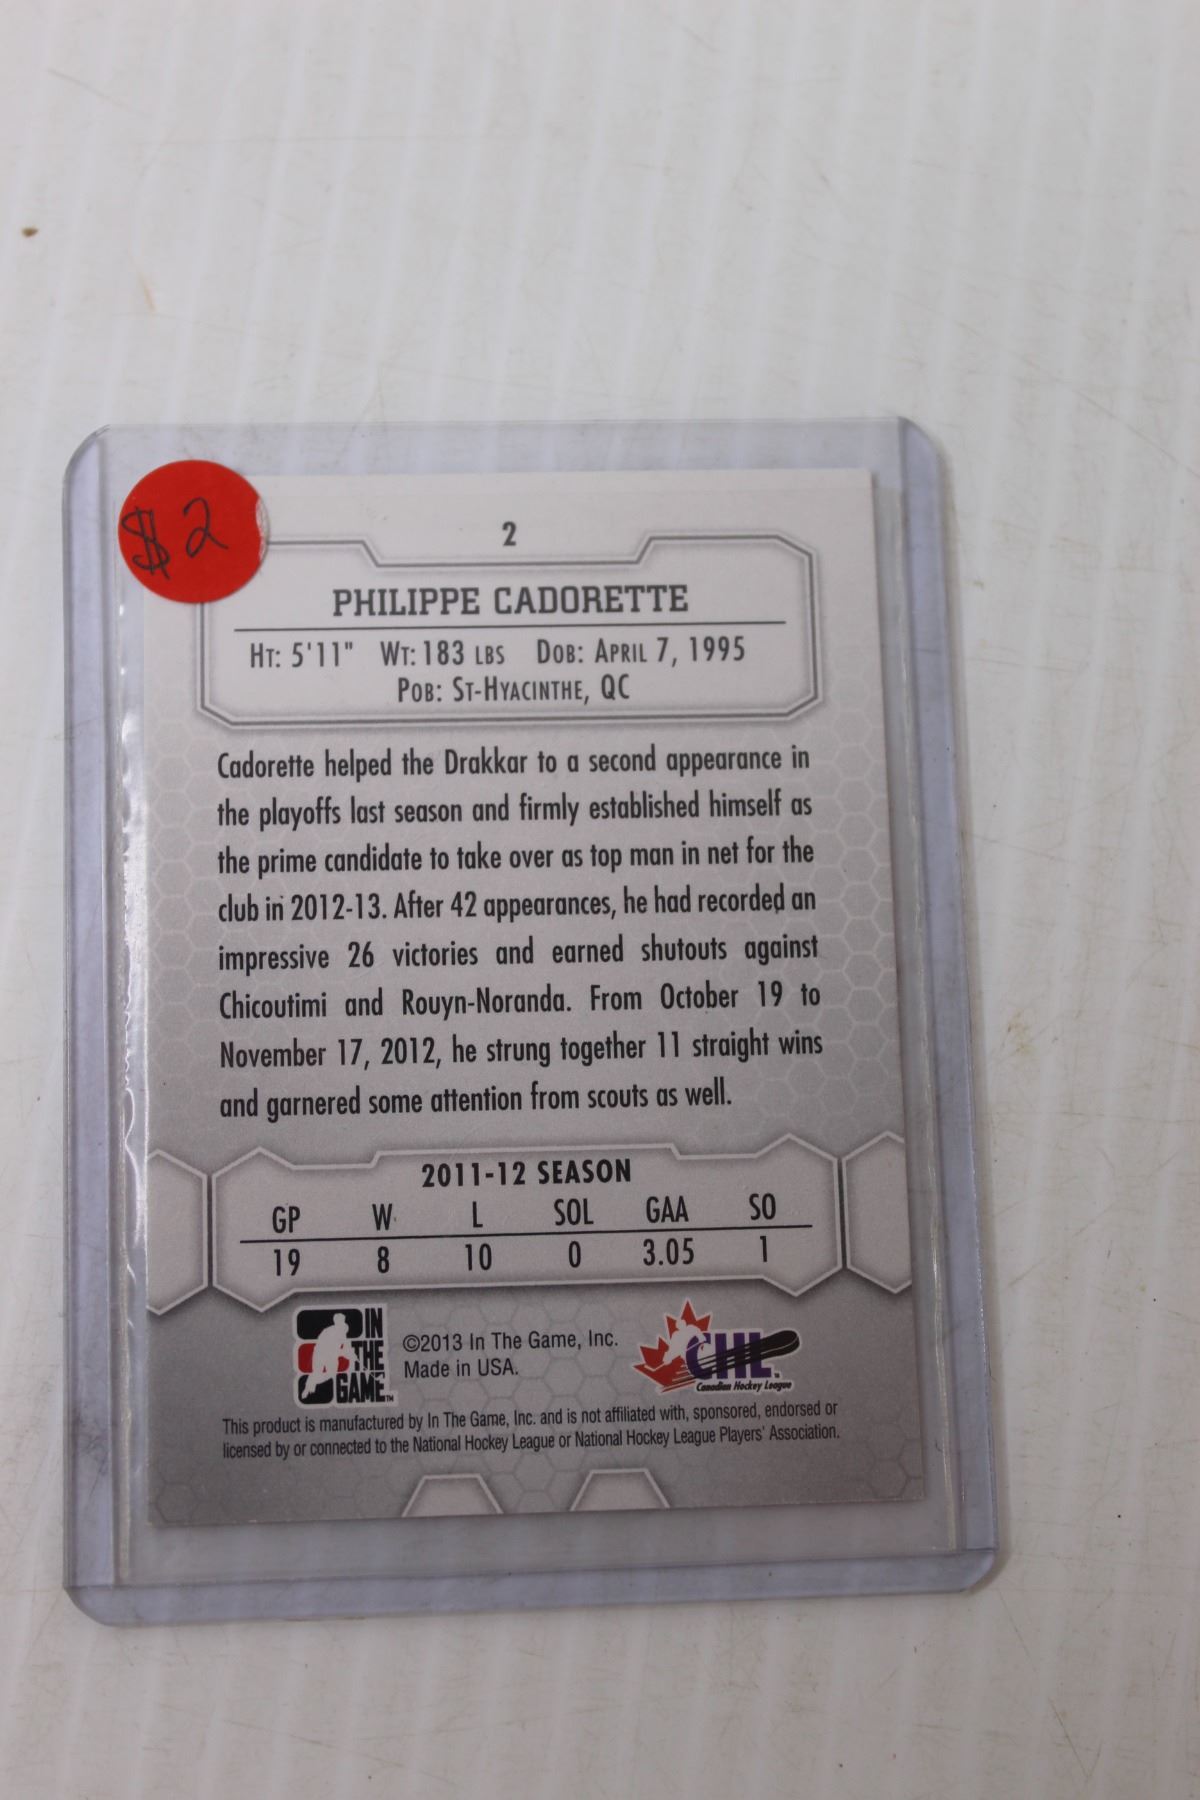 $2
2
PHILIPPE CADORETTE
HT: 5'11" WT: 183 LBS DOB: APRIL 7, 1995
POB: ST-HYACINTHE, QC
Cadorette helped the Drakkar to a second appearance in
the playoffs last season and firmly established himself as
the prime candidate to take over as top man in net for the
club in 2012-13. After 42 appearances, he had recorded an
impressive 26 victories and earned shutouts against
Chicoutimi and Rouyn-Noranda. From October 19 to
November 17, 2012, he strung together 11 straight wins
and garnered some attention from scouts as well.
2011-12 SEASON
GP W L SOL GAA SO
19 8 10 0 3.05 1
IN
THE
GAME™
©2013 In The Game, Inc.
Made in USA.
CHL
Canadian Hockey League
This product is manufactured by In The Game, Inc. and is not affiliated with, sponsored, endorsed or
licensed by or connected to the National Hockey League or National Hockey League Players' Association.